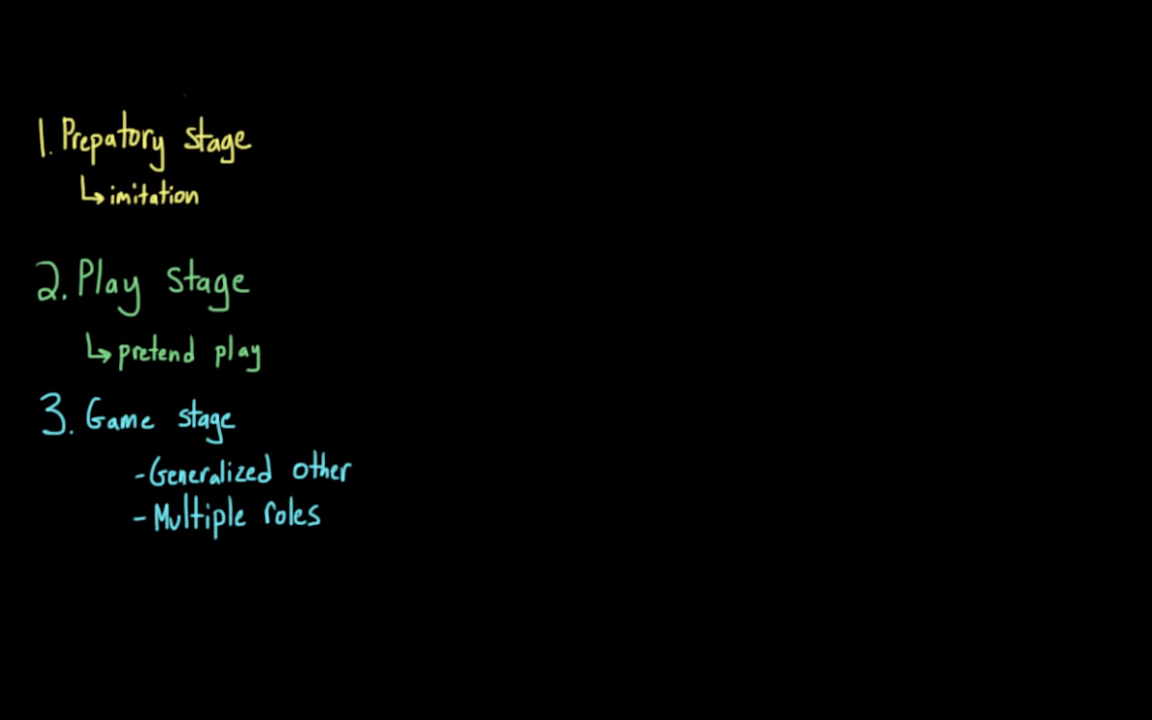 1. Prepatory stage
↳ imitation
2. Play stage
↳ pretend play
3. Game stage
- Generalized other
- Multiple roles